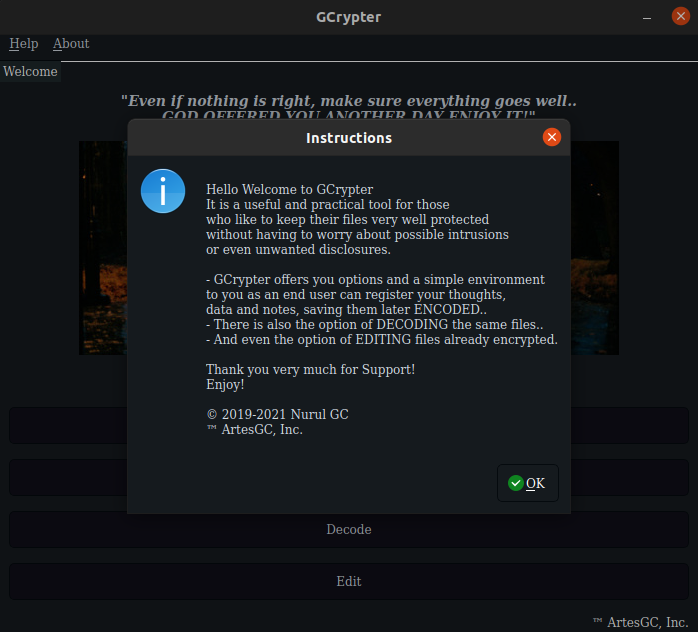 GCrypter
Help About
Welcome
"Even if nothing is right, make sure everything goes well..
GOD OFFERED YOU ANOTHER DAY ENJOY IT!"
Instructions
Hello Welcome to GCrypter
It is a useful and practical tool for those
who like to keep their files very well protected
without having to worry about possible intrusions
or even unwanted disclosures.
- GCrypter offers you options and a simple environment
to you as an end user can register your thoughts,
data and notes, saving them later ENCODED..
- There is also the option of DECODING the same files..
- And even the option of EDITING files already encrypted.
Thank you very much for Support!
Enjoy!
© 2019-2021 Nurul GC
™ ArtesGC, Inc.
OK
Decode
Edit
™ ArtesGC, Inc.